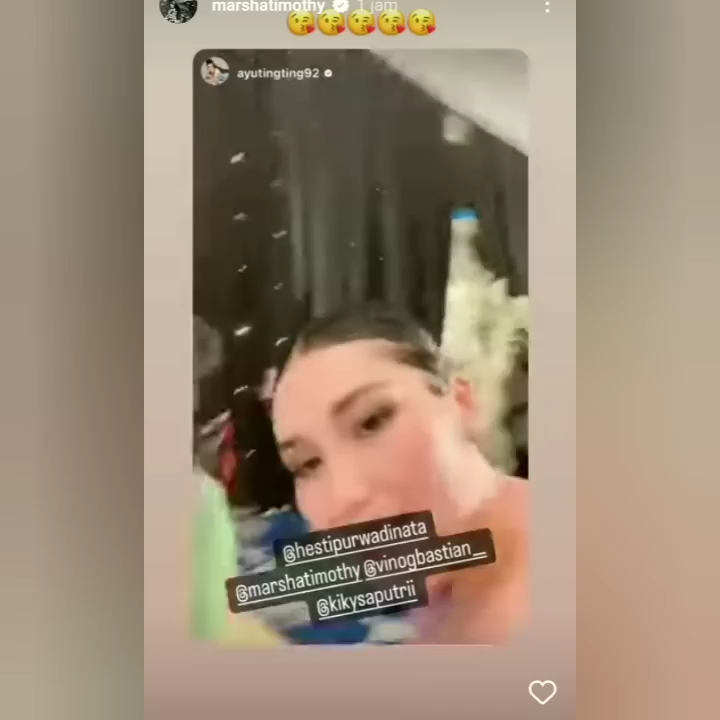 marshatimothy 1 jam
😘😘😘😘😘
ayutingting92
@hestipurwadinata
@marshatimothy @vinogbastian__
@kikysaputrii